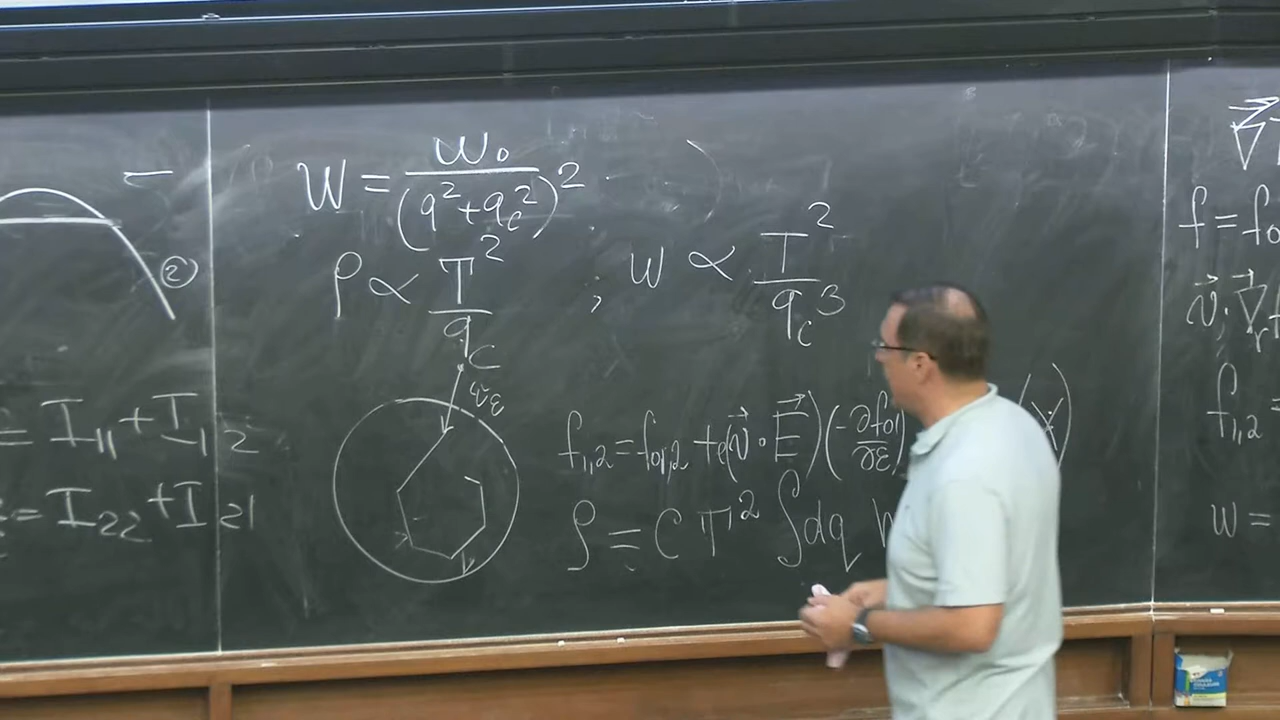 ②
= I₁₁ + I₁₂
= I₂₂ + I₂₁
W = w₀/(q² + q_c²)²
ρ ∝ T²/q_c ; W ∝ T²/q_c³
f₁,₂ = f₀₁,₂ + e(v⃗ · E⃗)(-∂f₀₁/∂ε)
ρ = C T² ∫dq
∇⃗
f = f₀
v⃗ · ∇⃗_r f
f₁,₂ =
W =